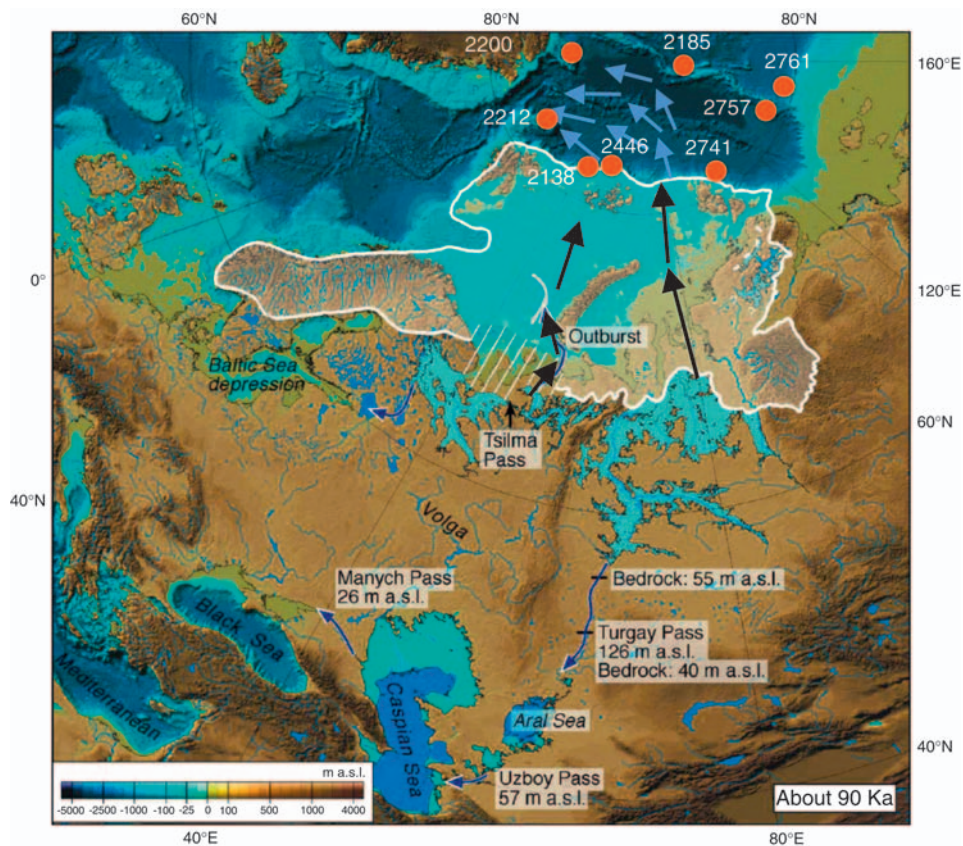 60°E
80°N
80°N
2200
2185
160°E
2761
2757
2212
2446
2741
2138
0°
120°E
Outburst
Baltic Sea
depression
Tsilma
Pass
60°N
40°N
Volga
Manych Pass
26 m a.s.l.
Bedrock: 55 m a.s.l.
Black Sea
Turgay Pass
126 m a.s.l.
Bedrock: 40 m a.s.l.
Mediterranean
Caspian Sea
Aral Sea
40°N
m a.s.l.
Uzboy Pass
57 m a.s.l.
About 90 Ka
-5000 -2500 -1000 -100 -25 0 100 500 1000 2000 4000
40°E
80°E